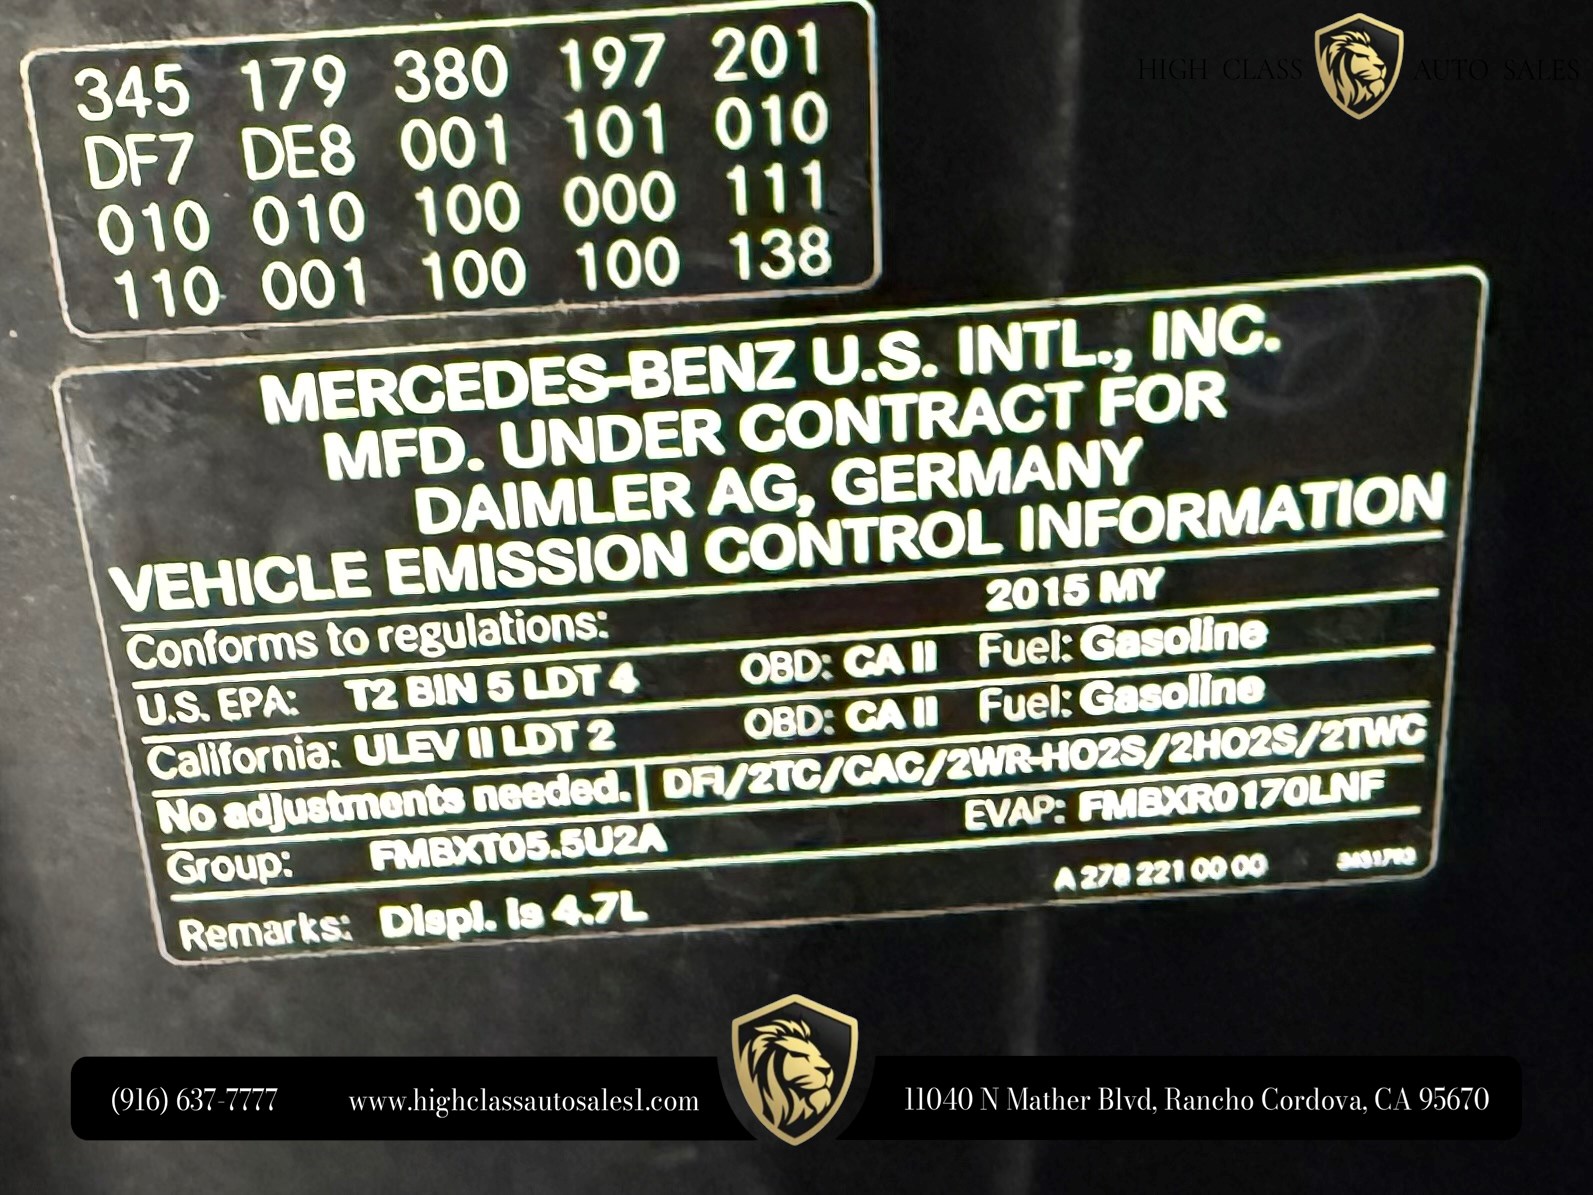 HIGH CLASS AUTO SALES
345 179 380 197 201
DF7 DE8 001 101 010
010 010 100 000 111
110 001 100 100 138
MERCEDES-BENZ U.S. INTL., INC.
MFD. UNDER CONTRACT FOR
DAIMLER AG, GERMANY
VEHICLE EMISSION CONTROL INFORMATION
Conforms to regulations: 2015 MY
U.S. EPA: T2 BIN 5 LDT 4 OBD: CA II Fuel: Gasoline
California: ULEV II LDT 2 OBD: CA II Fuel: Gasoline
No adjustments needed. DFI/2TC/CAC/2WR-HO2S/2HO2S/2TWC
Group: FMBXT05.5U2A EVAP: FMBXR0170LNF
Remarks: Displ. is 4.7L A 278 221 00 00
(916) 637-7777 www.highclassautosales1.com 11040 N Mather Blvd, Rancho Cordova, CA 95670